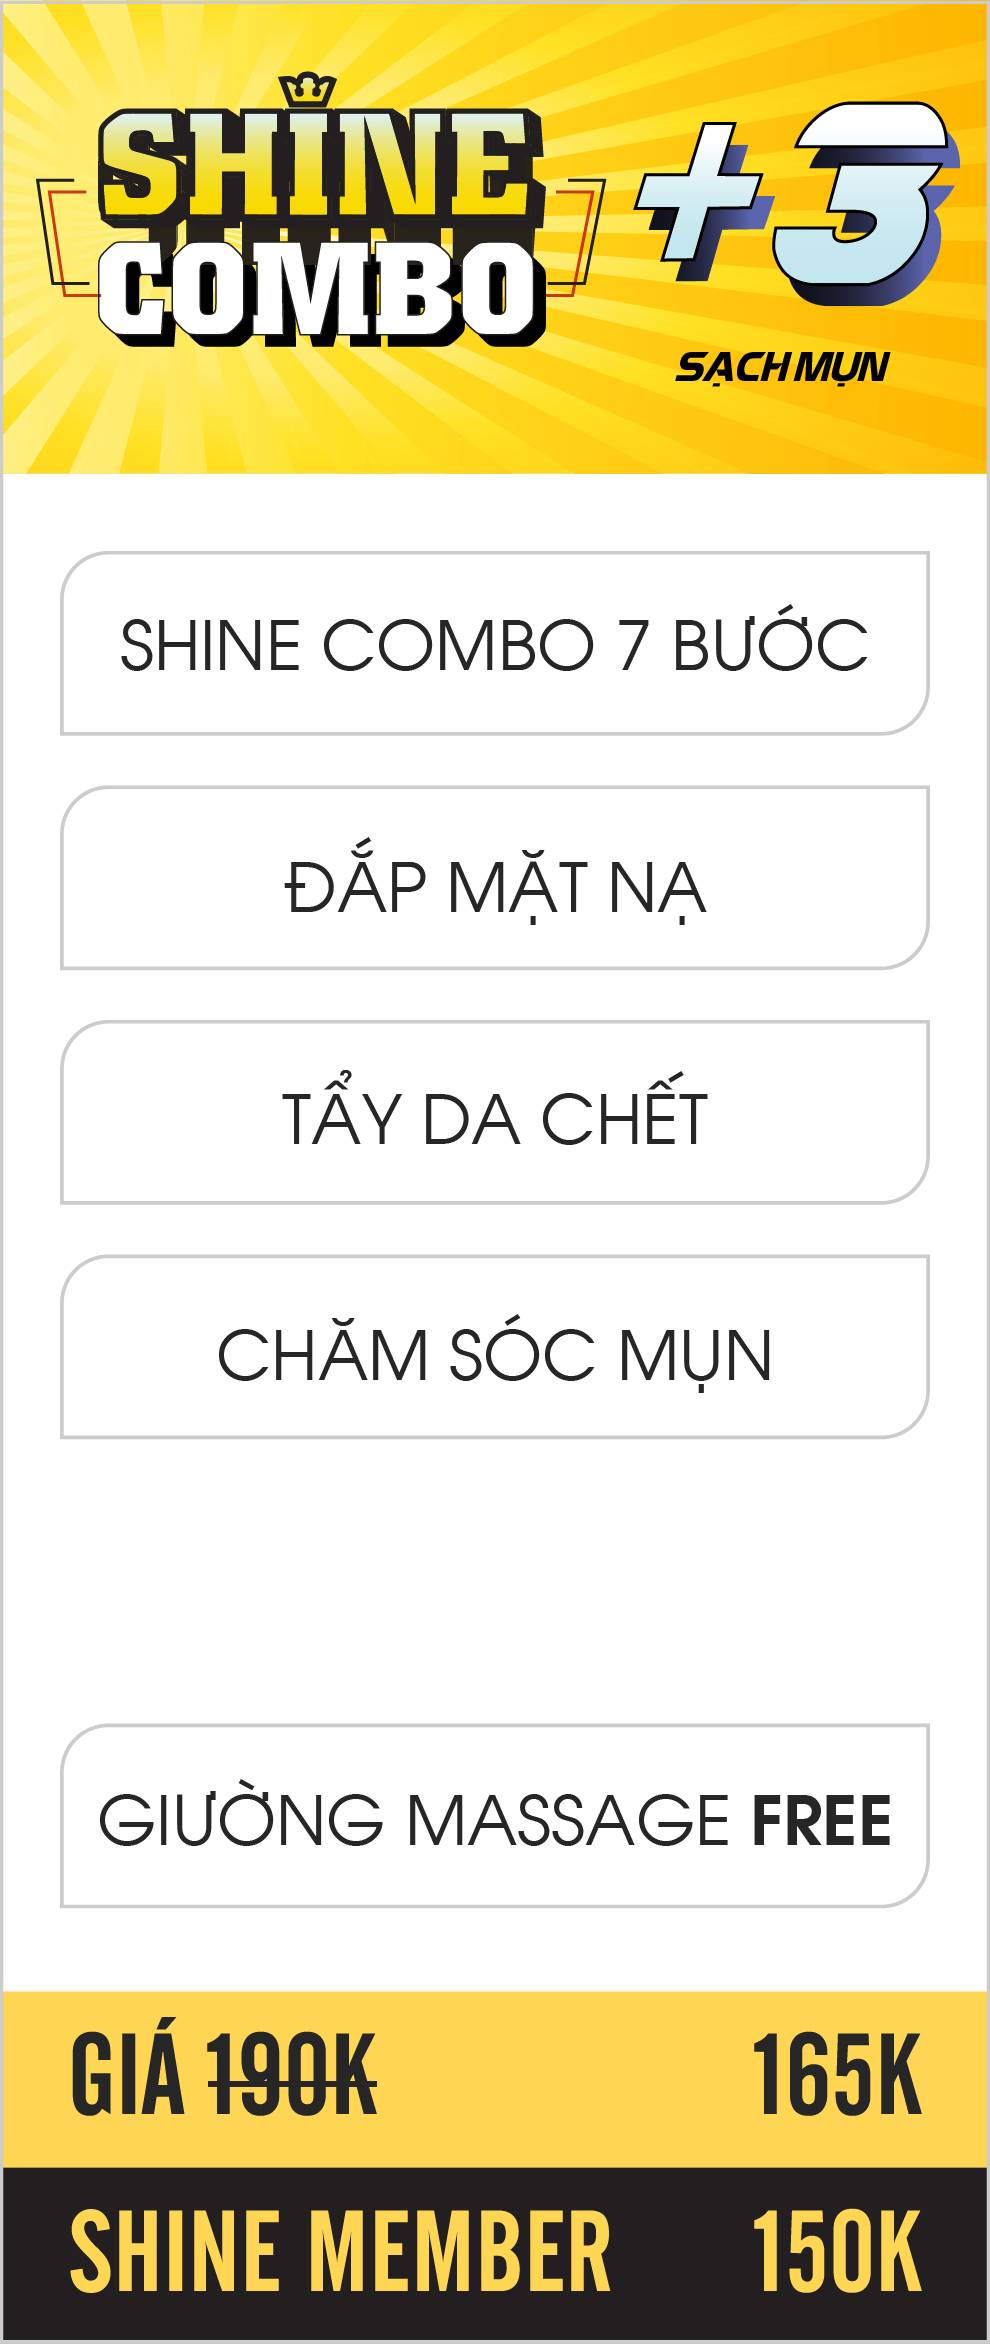 SHINE
COMBO
+3
SẠCH MỤN
SHINE COMBO 7 BƯỚC
ĐẮP MẶT NẠ
TẨY DA CHẾT
CHĂM SÓC MỤN
GIƯỜNG MASSAGE FREE
GIÁ 190K 165K
SHINE MEMBER 150K